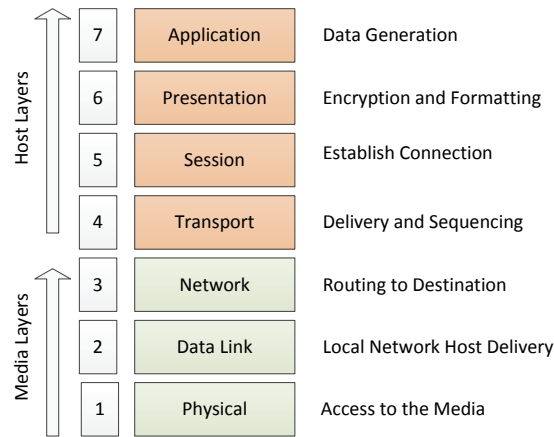 Host Layers
7 Application Data Generation
6 Presentation Encryption and Formatting
5 Session Establish Connection
4 Transport Delivery and Sequencing
Media Layers
3 Network Routing to Destination
2 Data Link Local Network Host Delivery
1 Physical Access to the Media